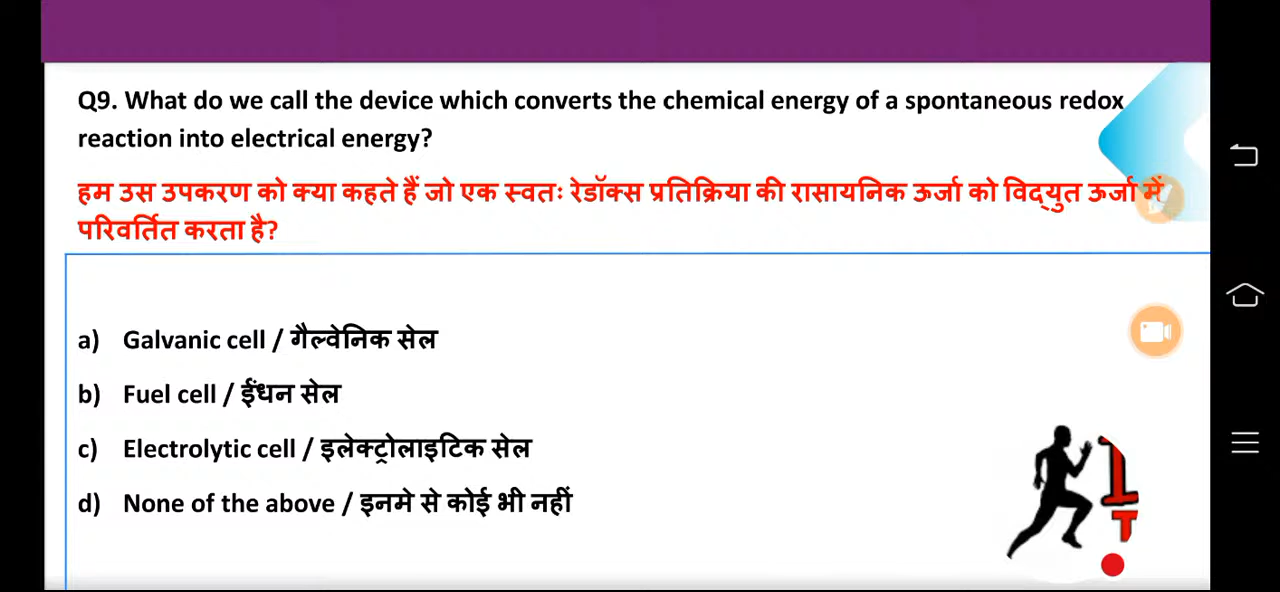 Q9. What do we call the device which converts the chemical energy of a spontaneous redox
reaction into electrical energy?
हम उस उपकरण को क्या कहते हैं जो एक स्वतः रेडॉक्स प्रतिक्रिया की रासायनिक ऊर्जा को विद्युत ऊर्जा में
परिवर्तित करता है?
a) Galvanic cell / गैल्वेनिक सेल
b) Fuel cell / ईंधन सेल
c) Electrolytic cell / इलेक्ट्रोलाइटिक सेल
d) None of the above / इनमे से कोई भी नहीं